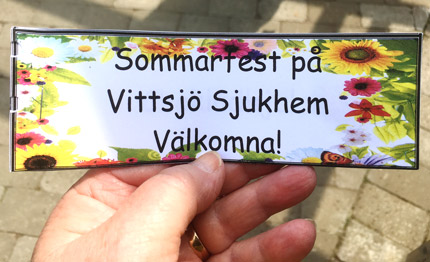 Sommarfest på
Vittsjö Sjukhem
Välkomna!